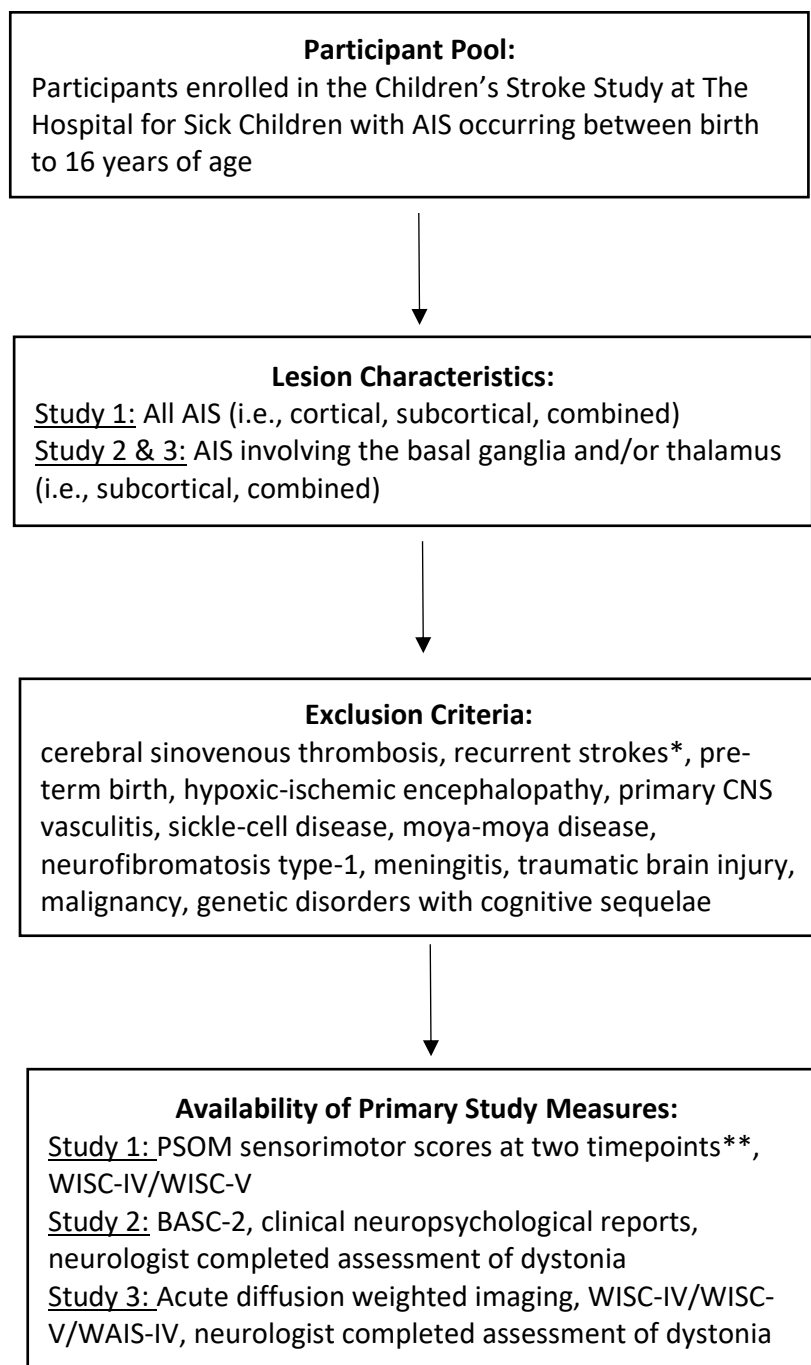 Participant Pool:
Participants enrolled in the Children’s Stroke Study at The
Hospital for Sick Children with AIS occurring between birth
to 16 years of age
Lesion Characteristics:
Study 1: All AIS (i.e., cortical, subcortical, combined)
Study 2 & 3: AIS involving the basal ganglia and/or thalamus
(i.e., subcortical, combined)
Exclusion Criteria:
cerebral sinovenous thrombosis, recurrent strokes*, pre-
term birth, hypoxic-ischemic encephalopathy, primary CNS
vasculitis, sickle-cell disease, moya-moya disease,
neurofibromatosis type-1, meningitis, traumatic brain injury,
malignancy, genetic disorders with cognitive sequelae
Availability of Primary Study Measures:
Study 1: PSOM sensorimotor scores at two timepoints**,
WISC-IV/WISC-V
Study 2: BASC-2, clinical neuropsychological reports,
neurologist completed assessment of dystonia
Study 3: Acute diffusion weighted imaging, WISC-IV/WISC-
V/WAIS-IV, neurologist completed assessment of dystonia